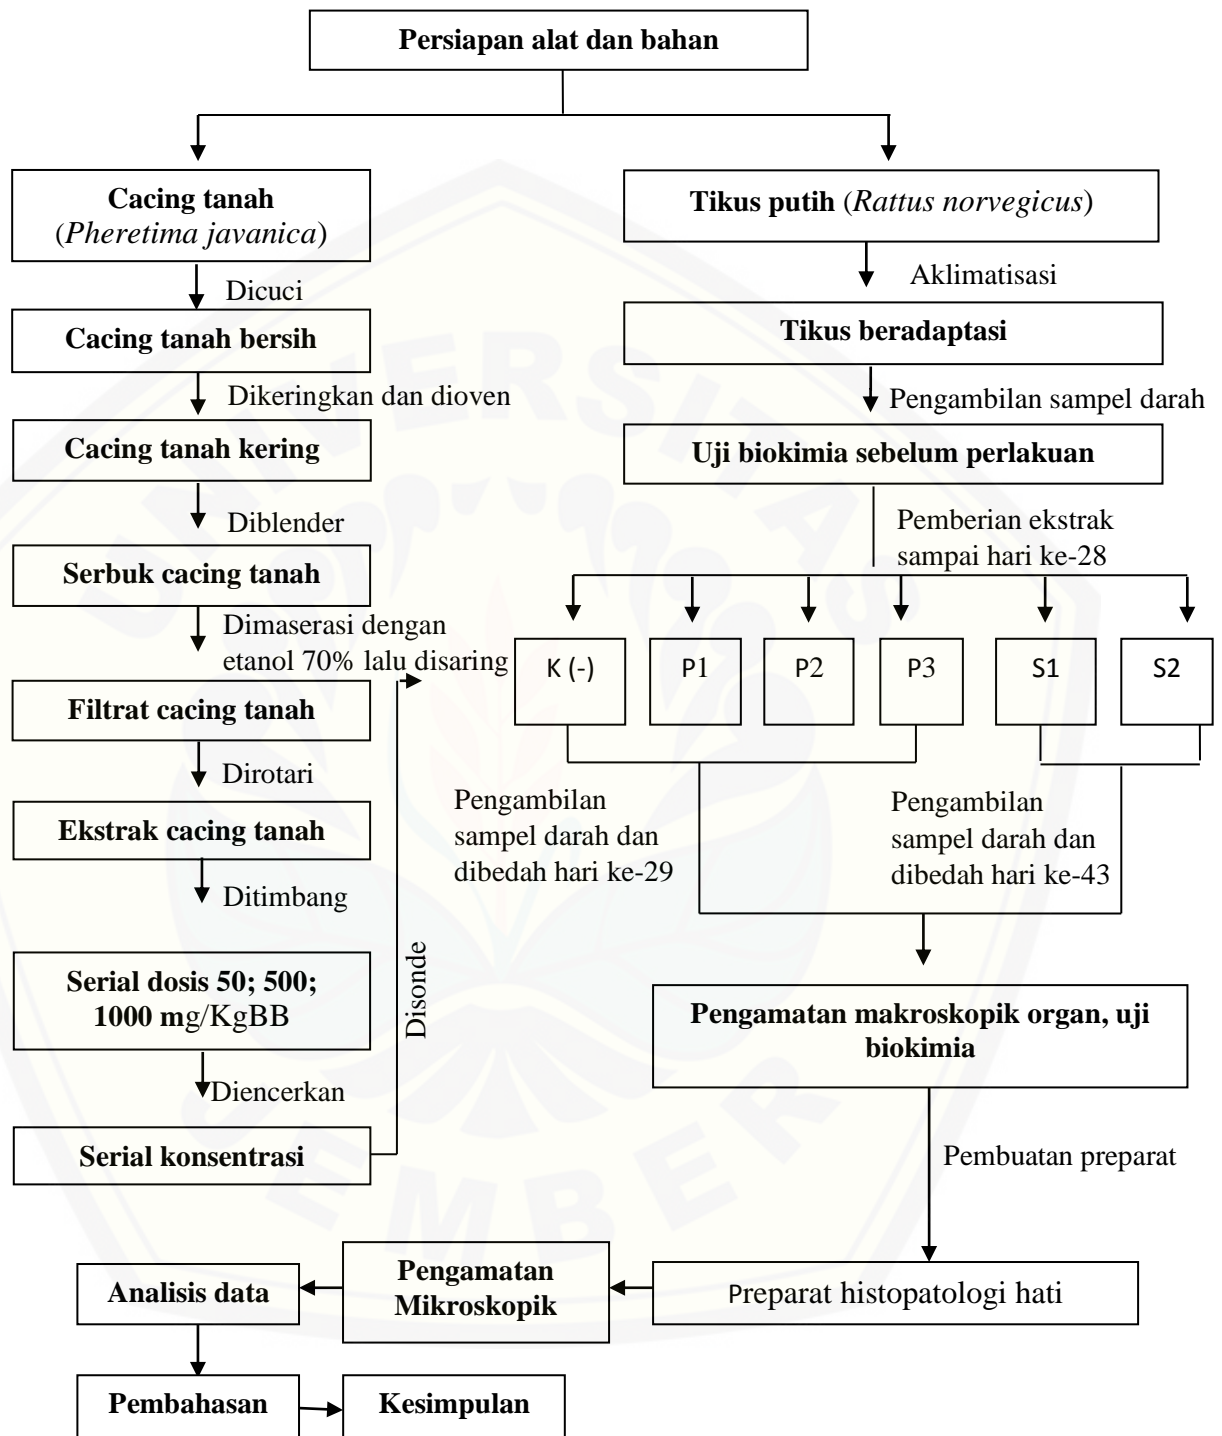 Persiapan alat dan bahan
Cacing tanah
(Pheretima javanica)
Dicuci
Cacing tanah bersih
Dikeringkan dan dioven
Cacing tanah kering
Diblender
Serbuk cacing tanah
Dimaserasi dengan
etanol 70% lalu disaring
Filtrat cacing tanah
Dirotari
Ekstrak cacing tanah
Ditimbang
Serial dosis 50; 500;
1000 mg/KgBB
Diencerkan
Serial konsentrasi
Disonde
Tikus putih (Rattus norvegicus)
Aklimatisasi
Tikus beradaptasi
Pengambilan sampel darah
Uji biokimia sebelum perlakuan
Pemberian ekstrak
sampai hari ke-28
K (-)
P1
P2
P3
S1
S2
Pengambilan
sampel darah dan
dibedah hari ke-29
Pengambilan
sampel darah dan
dibedah hari ke-43
Pengamatan makroskopik organ, uji
biokimia
Pembuatan preparat
Preparat histopatologi hati
Pengamatan
Mikroskopik
Analisis data
Pembahasan
Kesimpulan
UNIVERSITAS
JEMBER